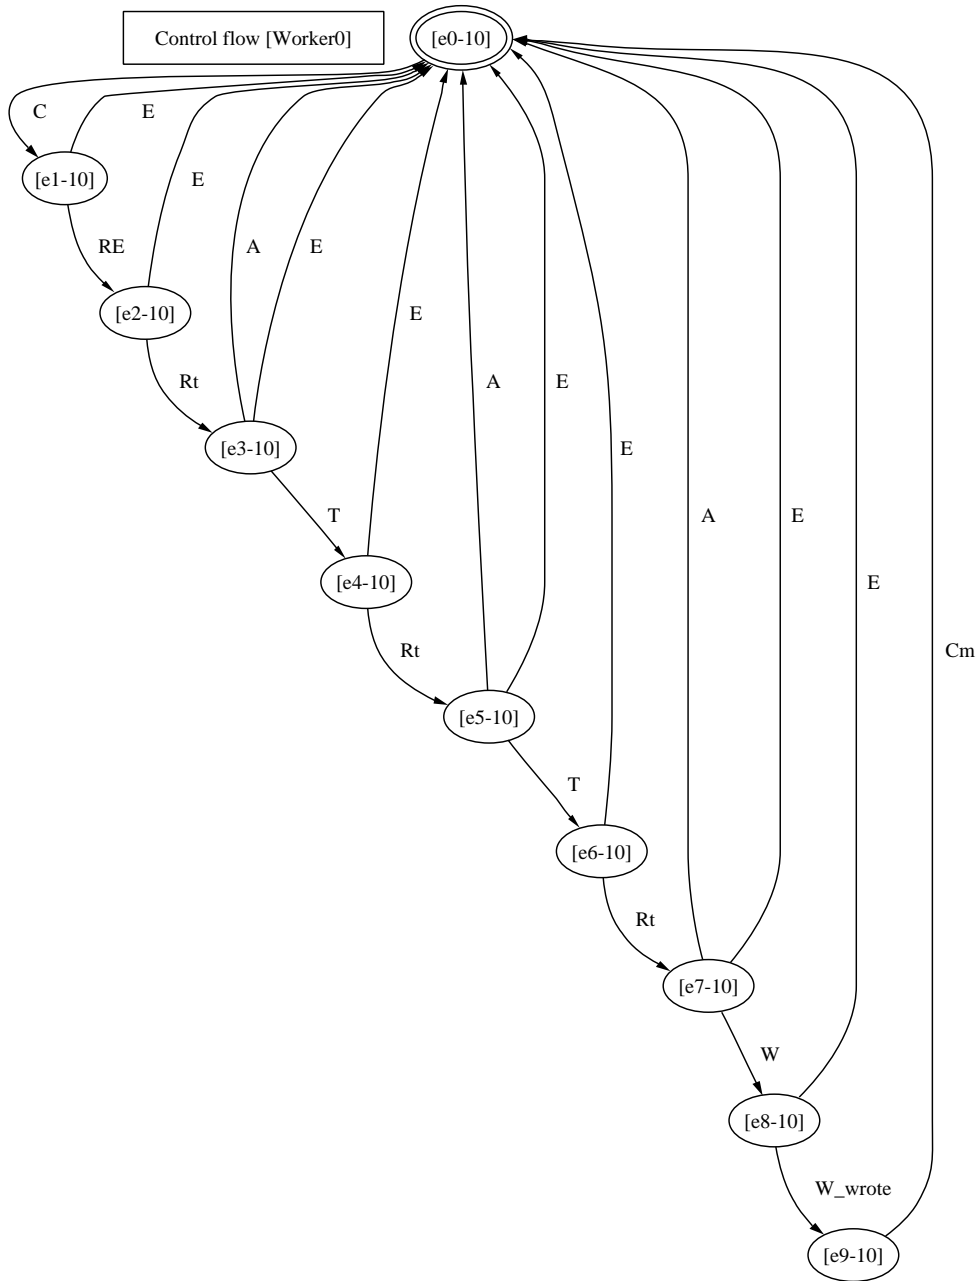 Control flow [Worker0]
[e0-10]
C
E
[e1-10]
E
RE
A
E
[e2-10]
E
Rt
A
E
[e3-10]
E
T
A
E
[e4-10]
E
Rt
Cm
[e5-10]
T
[e6-10]
Rt
[e7-10]
W
[e8-10]
W_wrote
[e9-10]